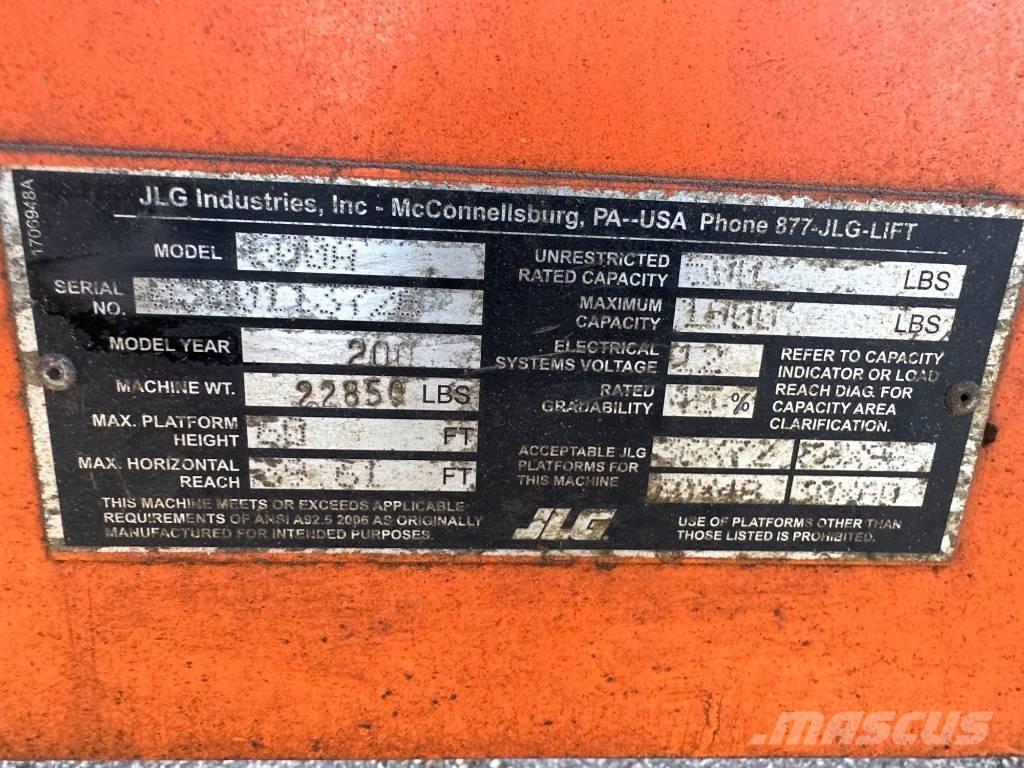 JLG Industries, Inc - McConnellsburg, PA--USA Phone 877-JLG-LIFT
1706948A
MODEL
SERIAL NO.
MODEL YEAR
MACHINE WT. 22850 LBS
MAX. PLATFORM
HEIGHT FT
MAX. HORIZONTAL
REACH FT
THIS MACHINE MEETS OR EXCEEDS APPLICABLE
REQUIREMENTS OF ANSI A92.5 2006 AS ORIGINALLY
MANUFACTURED FOR INTENDED PURPOSES.
UNRESTRICTED
RATED CAPACITY LBS
MAXIMUM
CAPACITY LBS
ELECTRICAL
SYSTEMS VOLTAGE
RATED
GRADABILITY %
REFER TO CAPACITY
INDICATOR OR LOAD
REACH DIAG. FOR
CAPACITY AREA
CLARIFICATION.
ACCEPTABLE JLG
PLATFORMS FOR
THIS MACHINE
JLG
USE OF PLATFORMS OTHER THAN
THOSE LISTED IS PROHIBITED.
mascus